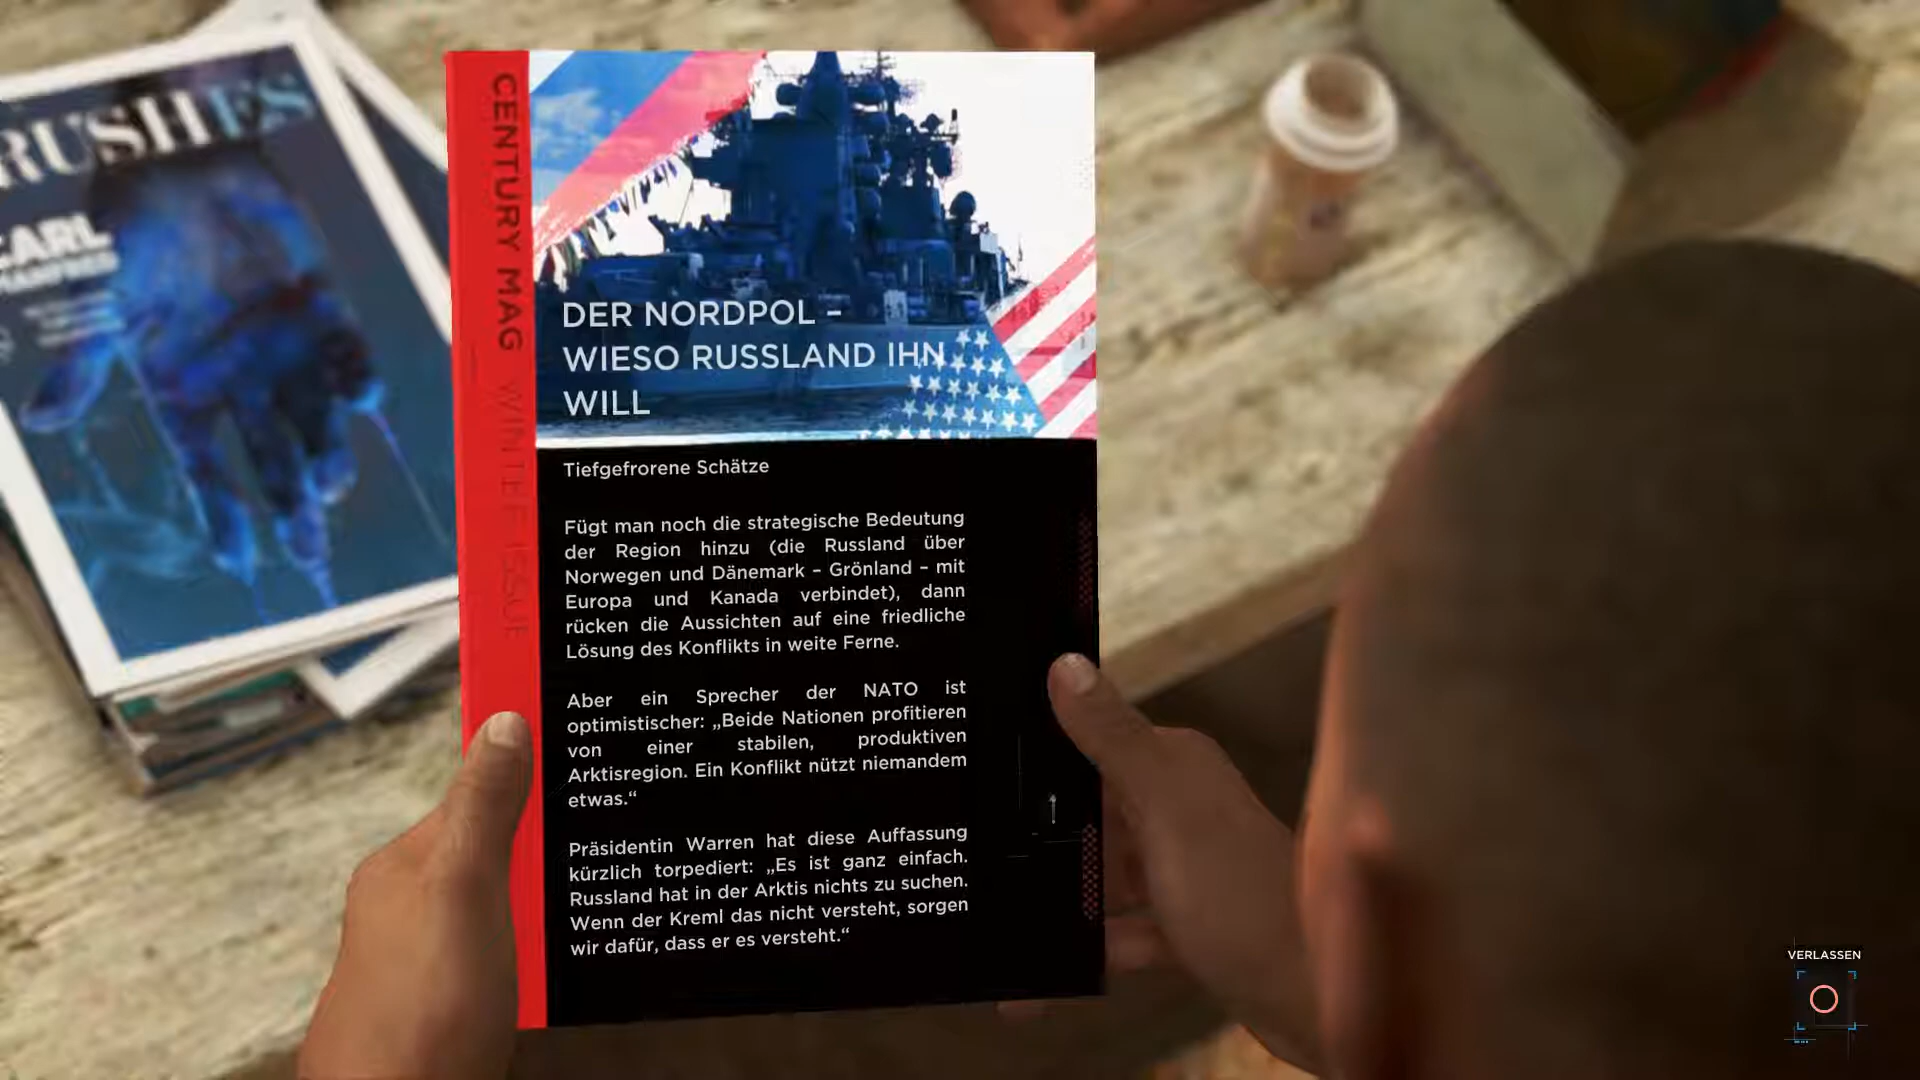 RUSHES
CARL
MANFRED
CENTURY MAG WINTER ISSUE
DER NORDPOL –
WIESO RUSSLAND IHN
WILL
Tiefgefrorene Schätze
Fügt man noch die strategische Bedeutung
der Region hinzu (die Russland über
Norwegen und Dänemark – Grönland – mit
Europa und Kanada verbindet), dann
rücken die Aussichten auf eine friedliche
Lösung des Konflikts in weite Ferne.
Aber ein Sprecher der NATO ist
optimistischer: „Beide Nationen profitieren
von einer stabilen, produktiven
Arktisregion. Ein Konflikt nützt niemandem
etwas.“
Präsidentin Warren hat diese Auffassung
kürzlich torpediert: „Es ist ganz einfach.
Russland hat in der Arktis nichts zu suchen.
Wenn der Kreml das nicht versteht, sorgen
wir dafür, dass er es versteht.“
VERLASSEN